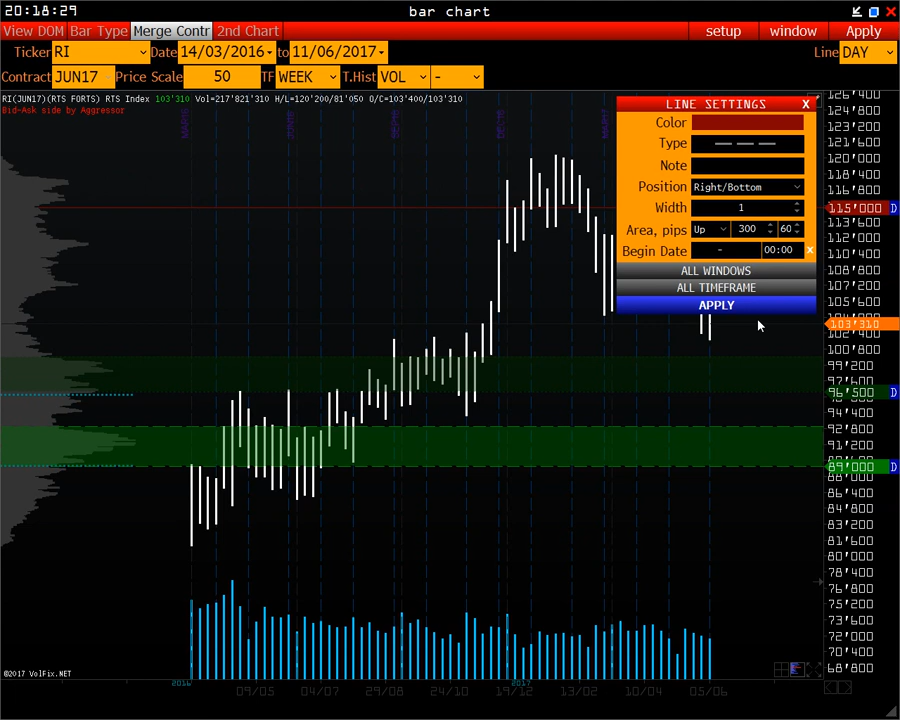 20:18:29
bar chart
View DOM Bar Type Merge Contr 2nd Chart setup window Apply
Ticker RI Date 14/03/2016 to 11/06/2017 Line DAY
Contract JUN17 Price Scale 50 TF WEEK T.Hist VOL -
RI(JUN17)(RTS FORTS) RTS Index 103'310 Vol=217'821'310 H/L=120'200/81'050 O/C=103'400/103'310
Bid-Ask side by Aggressor
LINE SETTINGS X
Color
Type
Note
Position Right/Bottom
Width 1
Area, pips Up 300 60
Begin Date - 00:00 x
ALL WINDOWS
ALL TIMEFRAME
APPLY
126'400
124'800
123'200
121'600
120'000
118'400
116'800
115'000 D
113'600
112'000
110'400
108'800
107'200
105'600
103'310
102'400
100'800
99'200
97'600
96'500 D
94'400
92'800
91'200
89'000 D
88'000
86'400
84'800
83'200
81'600
80'000
78'400
76'800
75'200
73'600
72'000
70'400
68'800
©2017 VolFix.NET
2016 2017
09/05 04/07 29/08 24/10 19/12 13/02 10/04 05/06